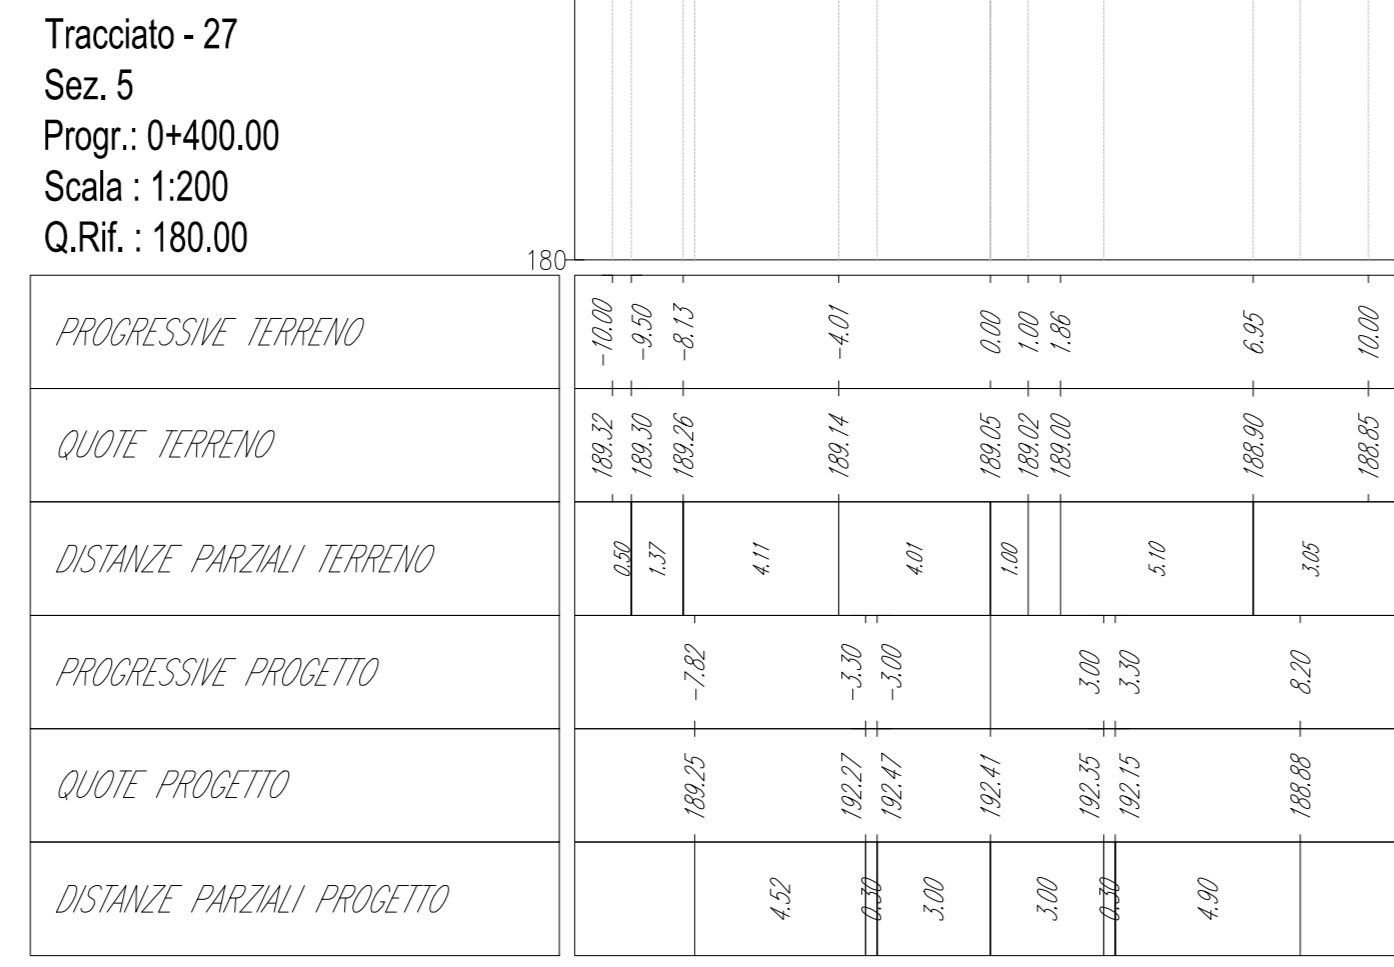 Tracciato - 27
Sez. 5
Progr.: 0+400.00
Scala : 1:200
Q.Rif. : 180.00
180
PROGRESSIVE TERRENO -10.00 -9.50 -8.13 -4.01 0.00 1.00 1.86 6.95 10.00
QUOTE TERRENO 189.32 189.30 189.26 189.14 189.05 189.02 189.00 188.90 188.85
DISTANZE PARZIALI TERRENO 0.50 1.37 4.11 4.01 1.00 5.10 3.05
PROGRESSIVE PROGETTO -7.82 -3.30 -3.00 3.00 3.30 8.20
QUOTE PROGETTO 189.25 192.27 192.47 192.41 192.35 192.15 188.88
DISTANZE PARZIALI PROGETTO 4.52 0.30 3.00 3.00 0.30 4.90